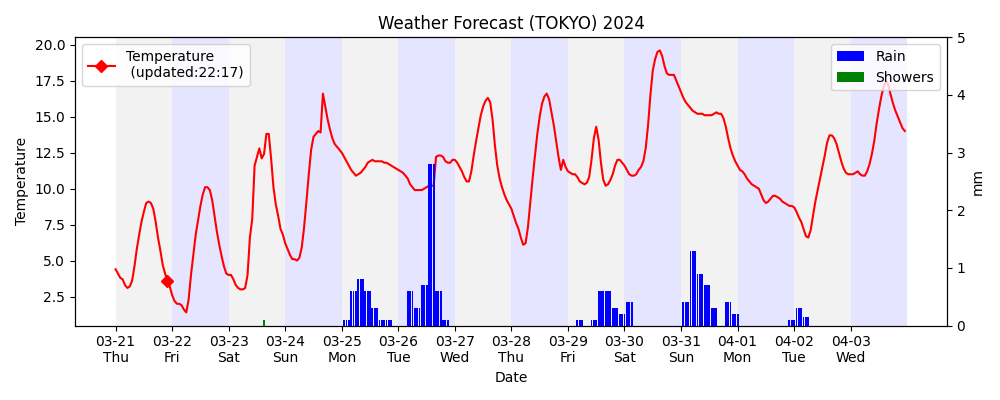 Weather Forecast (TOKYO) 2024
Temperature
(updated:22:17)
Rain
Showers
20.0
17.5
15.0
12.5
10.0
7.5
5.0
2.5
Temperature
5
4
3
2
1
0
mm
03-21 03-22 03-23 03-24 03-25 03-26 03-27 03-28 03-29 03-30 03-31 04-01 04-02 04-03
Thu Fri Sat Sun Mon Tue Wed Thu Fri Sat Sun Mon Tue Wed
Date